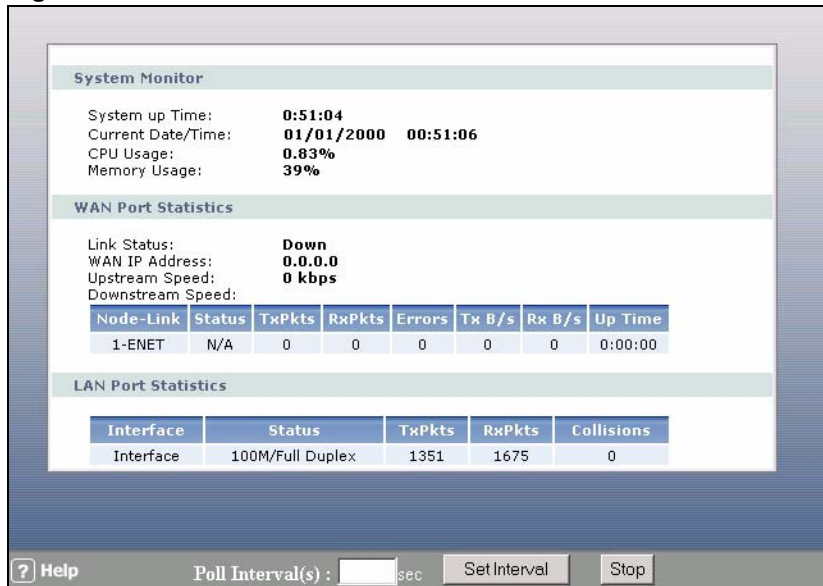 System Monitor
System up Time: 0:51:04
Current Date/Time: 01/01/2000 00:51:06
CPU Usage: 0.83%
Memory Usage: 39%
WAN Port Statistics
Link Status: Down
WAN IP Address: 0.0.0.0
Upstream Speed: 0 kbps
Downstream Speed:
Node-Link Status TxPkts RxPkts Errors Tx B/s Rx B/s Up Time
1-ENET N/A 0 0 0 0 0 0:00:00
LAN Port Statistics
Interface Status TxPkts RxPkts Collisions
Interface 100M/Full Duplex 1351 1675 0
? Help Poll Interval(s) : sec Set Interval Stop